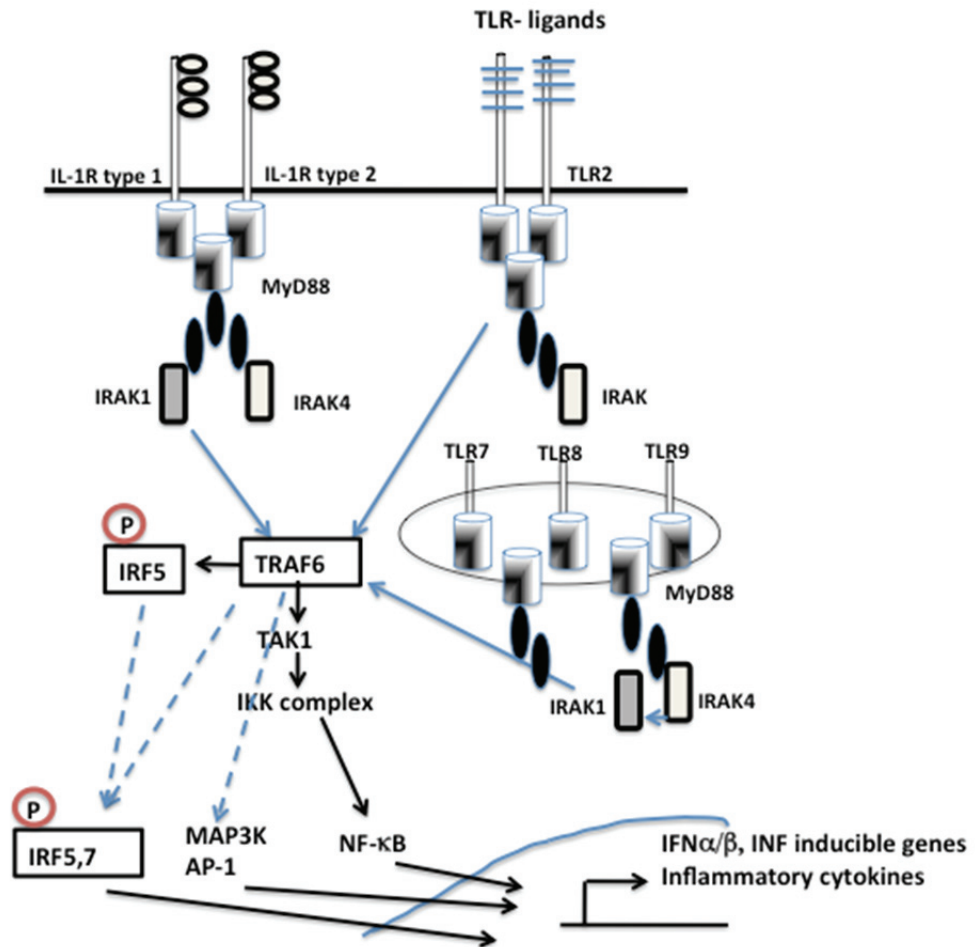 TLR- ligands
IL-1R type 1
IL-1R type 2
TLR2
MyD88
IRAK1
IRAK4
IRAK
TLR7
TLR8
TLR9
P
IRF5
TRAF6
MyD88
TAK1
IKK complex
IRAK1
IRAK4
P
IRF5,7
MAP3K
AP-1
NF-κB
IFNα/β, INF inducible genes
Inflammatory cytokines